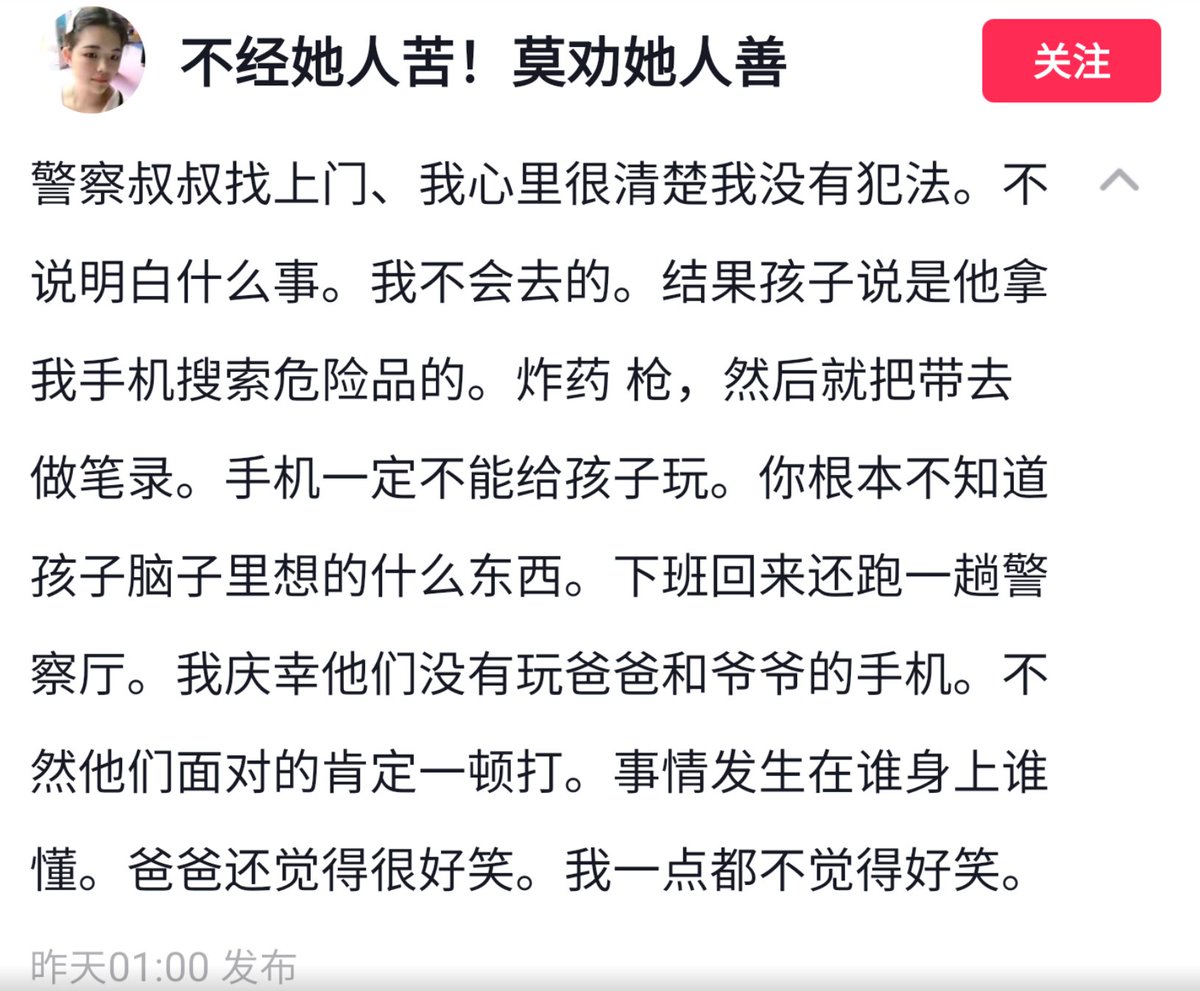 不经她人苦！莫劝她人善
关注
警察叔叔找上门、我心里很清楚我没有犯法。不
说明白什么事。我不会去的。结果孩子说是他拿
我手机搜索危险品的。炸药 枪，然后就把带去
做笔录。手机一定不能给孩子玩。你根本不知道
孩子脑子里想的什么东西。下班回来还跑一趟警
察厅。我庆幸他们没有玩爸爸和爷爷的手机。不
然他们面对的肯定一顿打。事情发生在谁身上谁
懂。爸爸还觉得很好笑。我一点都不觉得好笑。
昨天01:00 发布